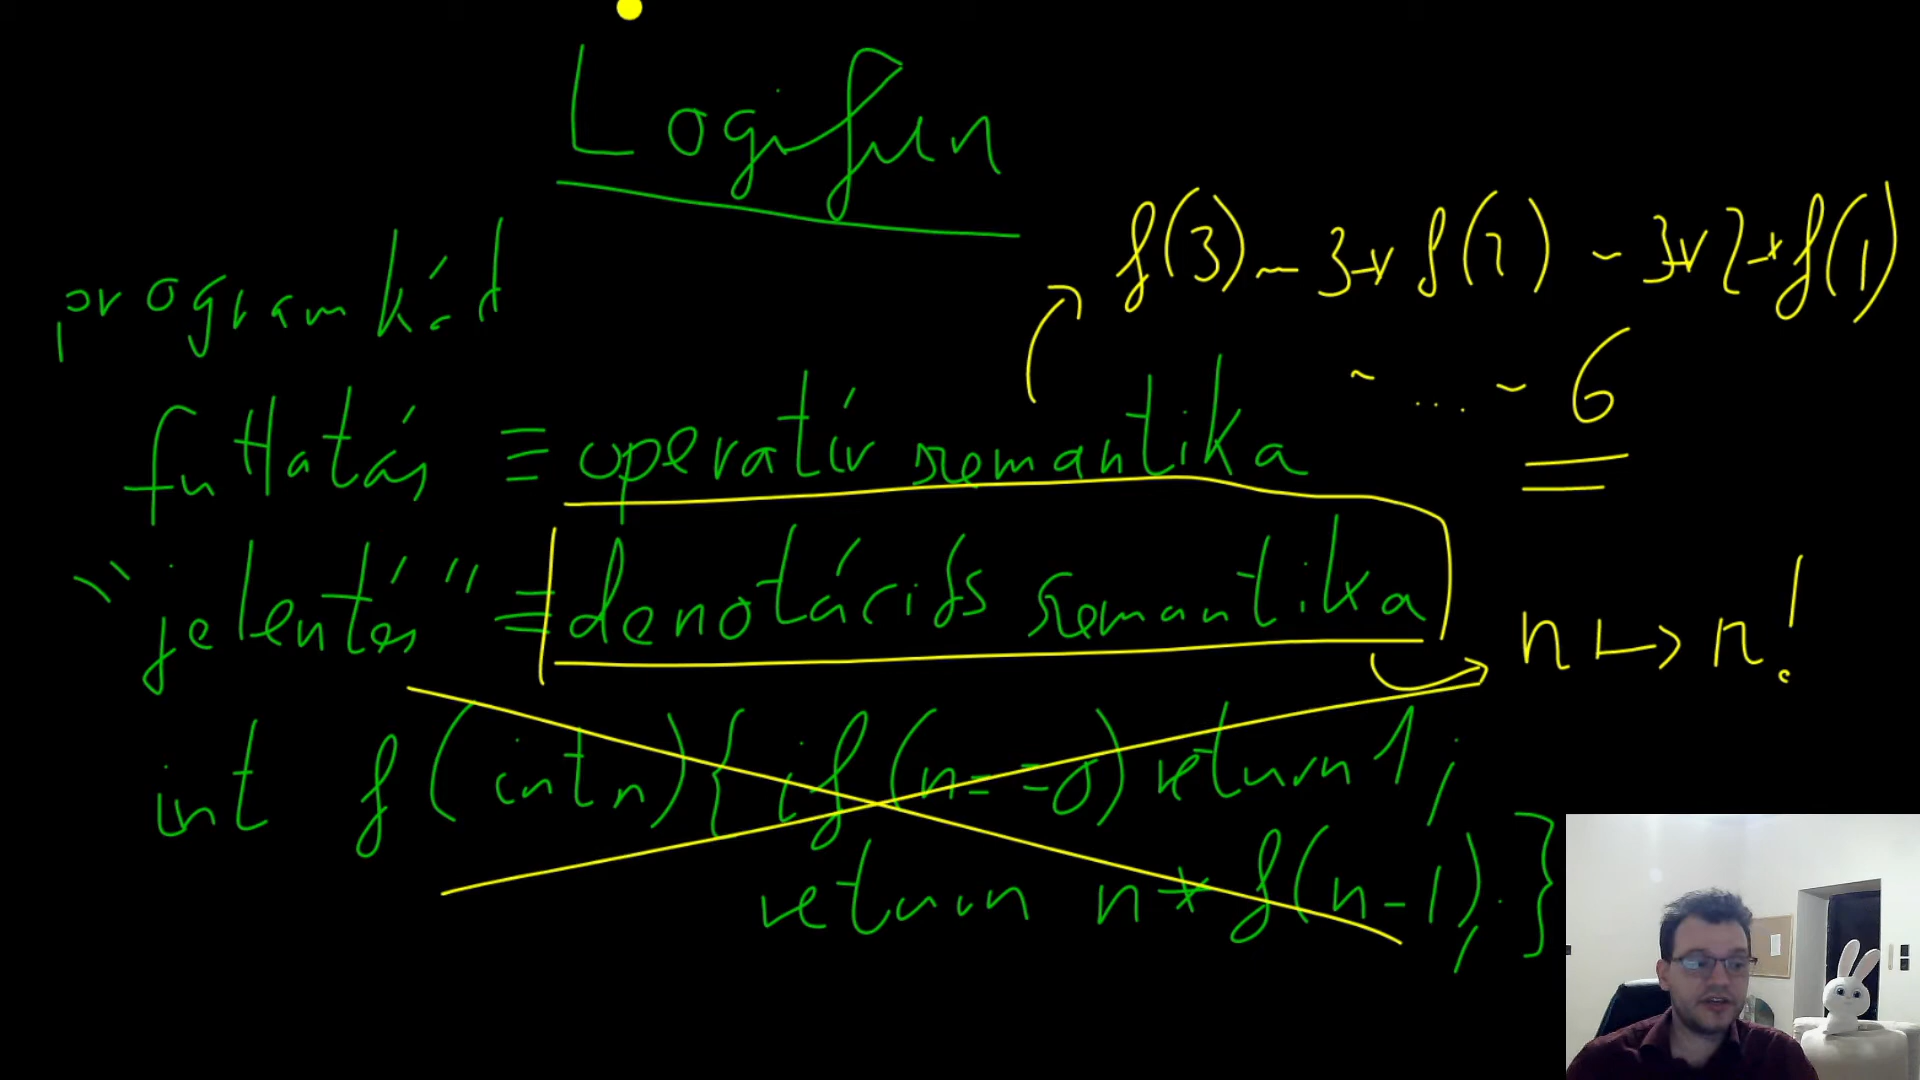 Logifun
f(3) ~ 3*f(2) ~ 3*2*f(1)
programkód
~ ... ~ 6
futtatás ≡ operatív szemantika
"jelentés" ≡ denotációs szemantika
n ↦ n!
int f(int n){ if(n==0) return 1;
return n*f(n-1);}